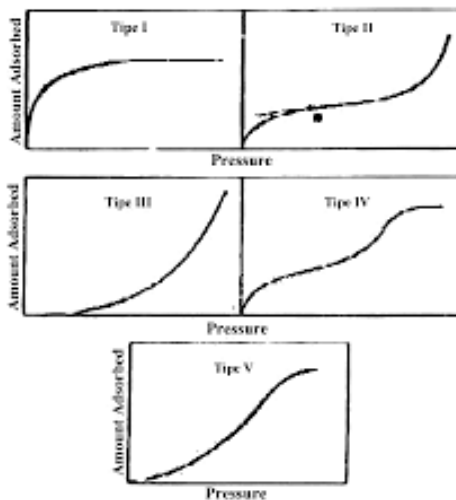 Tipe I
Tipe II
Amount Adsorbed
Pressure
Tipe III
Tipe IV
Amount Adsorbed
Pressure
Tipe V
Amount Adsorbed
Pressure